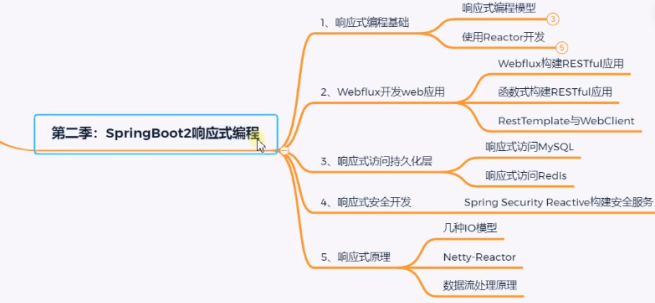 第二季：SpringBoot2响应式编程
1、响应式编程基础
响应式编程模型
3
使用Reactor开发
5
2、Webflux开发web应用
Webflux构建RESTful应用
函数式构建RESTful应用
RestTemplate与WebClient
3、响应式访问持久化层
响应式访问MySQL
响应式访问Redis
4、响应式安全开发
Spring Security Reactive构建安全服务
5、响应式原理
几种IO模型
Netty-Reactor
数据流处理原理